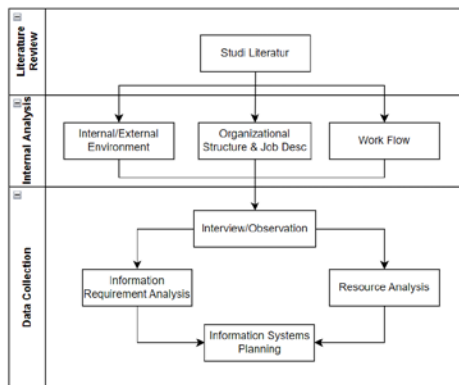 Literature
Review
Studi Literatur
Internal Analysis
Internal/External
Environment
Organizational
Structure & Job Desc
Work Flow
Data Collection
Interview/Observation
Information
Requirement Analysis
Resource Analysis
Information Systems
Planning